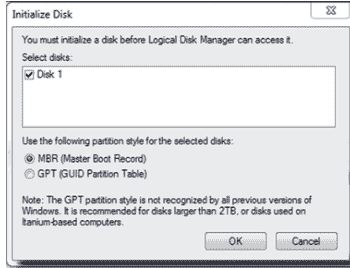 Initialize Disk
You must initialize a disk before Logical Disk Manager can access it.
Select disks:
Disk 1
Use the following partition style for the selected disks:
MBR (Master Boot Record)
GPT (GUID Partition Table)
Note: The GPT partition style is not recognized by all previous versions of
Windows. It is recommended for disks larger than 2TB, or disks used on
Itanium-based computers.
OK Cancel